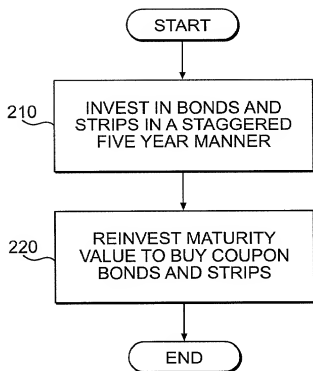 START
210
INVEST IN BONDS AND
STRIPS IN A STAGGERED
FIVE YEAR MANNER
220
REINVEST MATURITY
VALUE TO BUY COUPON
BONDS AND STRIPS
END